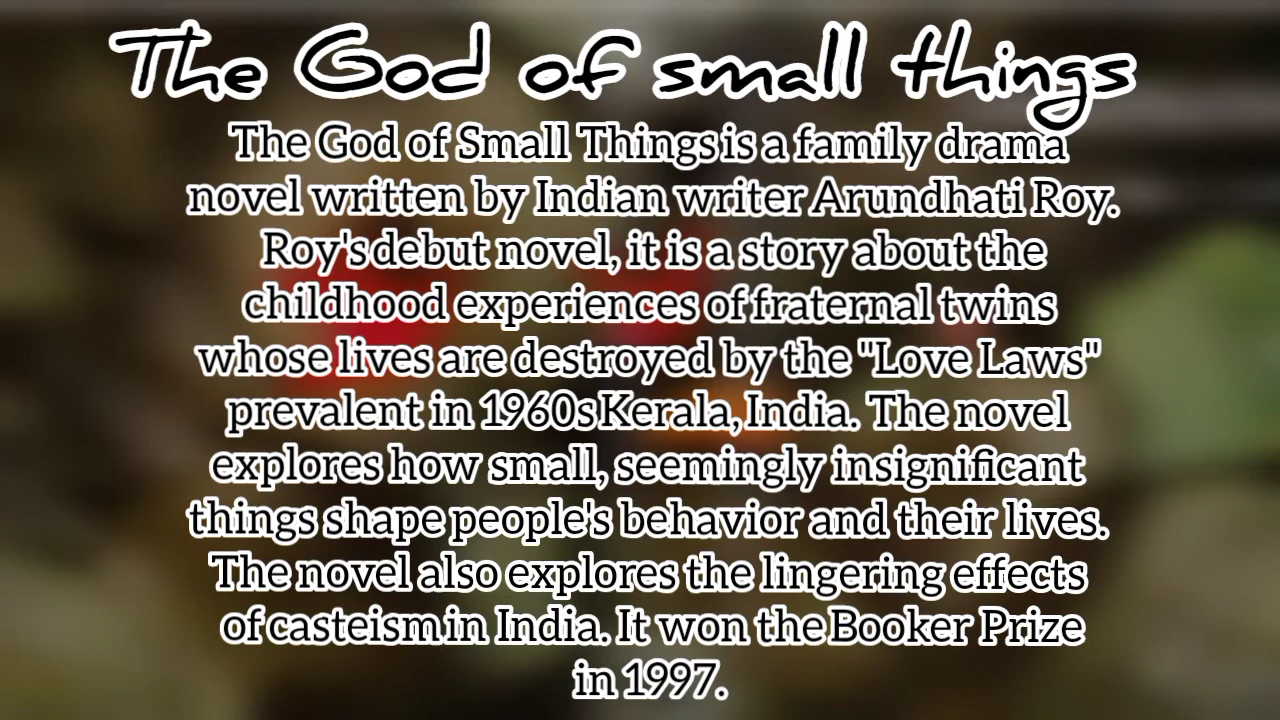 The God of small things
The God of Small Things is a family drama
novel written by Indian writer Arundhati Roy.
Roy's debut novel, it is a story about the
childhood experiences of fraternal twins
whose lives are destroyed by the "Love Laws"
prevalent in 1960s Kerala, India. The novel
explores how small, seemingly insignificant
things shape people's behavior and their lives.
The novel also explores the lingering effects
of casteism in India. It won the Booker Prize
in 1997.